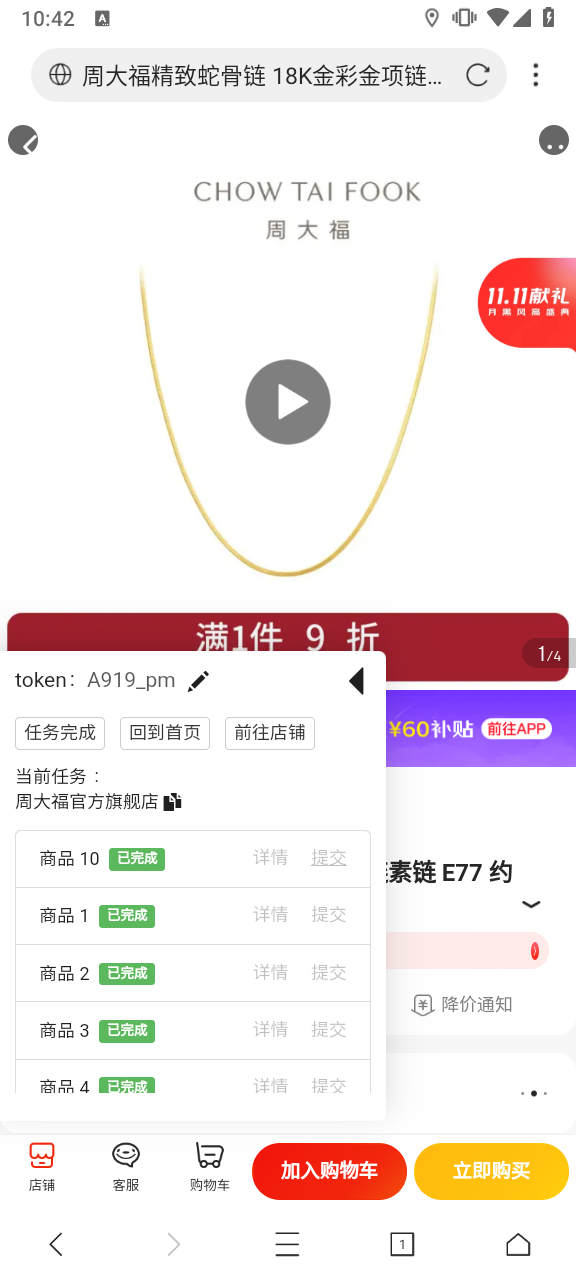 10:42
A
周大福精致蛇骨链 18K金彩金项链…
CHOW TAI FOOK
周大福
11.11献礼
月黑风高盛典
满1件 9 折
1/4
token： A919_pm
¥60补贴 前往APP
任务完成 回到首页 前往店铺
当前任务：
周大福官方旗舰店
素链 E77 约
商品 10 已完成 详情 提交
商品 1 已完成 详情 提交
商品 2 已完成 详情 提交
降价通知
商品 3 已完成 详情 提交
商品 4 已完成 详情 提交
店铺 客服 购物车 加入购物车 立即购买
1